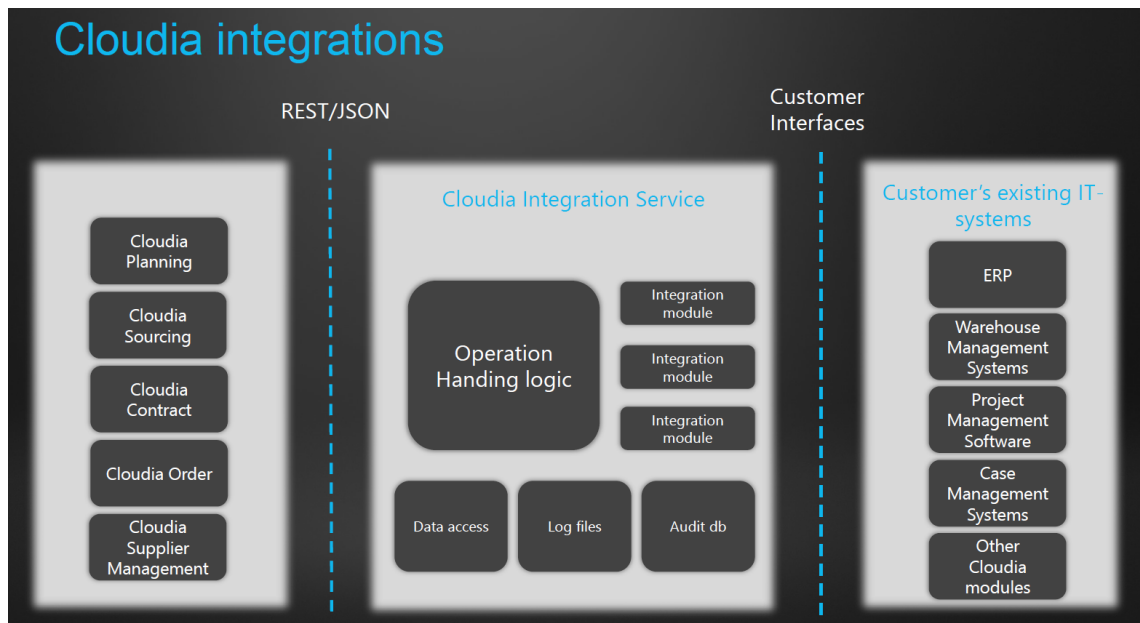 Cloudia integrations
REST/JSON
Customer
Interfaces
Cloudia
Planning
Cloudia
Sourcing
Cloudia
Contract
Cloudia Order
Cloudia
Supplier
Management
Cloudia Integration Service
Operation
Handing logic
Integration
module
Integration
module
Integration
module
Data access
Log files
Audit db
Customer's existing IT-
systems
ERP
Warehouse
Management
Systems
Project
Management
Software
Case
Management
Systems
Other
Cloudia
modules